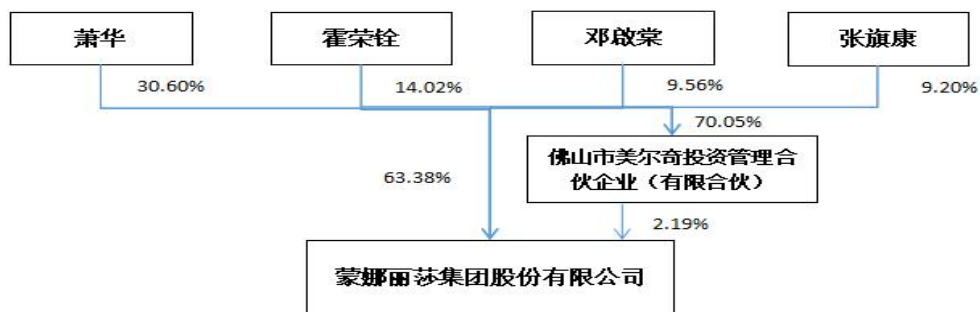 萧华
霍荣铨
邓啟棠
张旗康
30.60%
14.02%
9.56%
9.20%
70.05%
佛山市美尔奇投资管理合
伙企业（有限合伙）
63.38%
2.19%
蒙娜丽莎集团股份有限公司